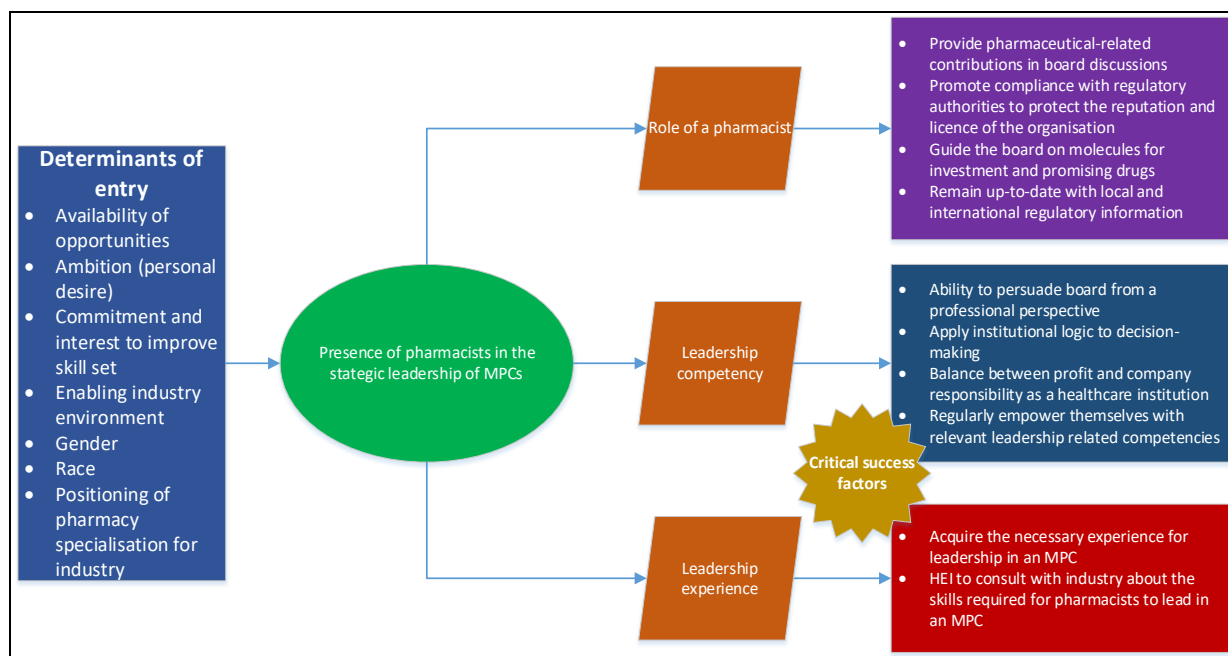 Determinants of
entry
• Availability of
opportunities
• Ambition (personal
desire)
• Commitment and
interest to improve
skill set
• Enabling industry
environment
• Gender
• Race
• Positioning of
pharmacy
specialisation for
industry
Presence of pharmacists in the
stategic leadership of MPCs
Role of a pharmacist
• Provide pharmaceutical-related
contributions in board discussions
• Promote compliance with regulatory
authorities to protect the reputation and
licence of the organisation
• Guide the board on molecules for
investment and promising drugs
• Remain up-to-date with local and
international regulatory information
Leadership
competency
• Ability to persuade board from a
professional perspective
• Apply institutional logic to decision-
making
• Balance between profit and company
responsibility as a healthcare institution
• Regularly empower themselves with
relevant leadership related competencies
Critical success
factors
Leadership
experience
• Acquire the necessary experience for
leadership in an MPC
• HEI to consult with industry about the
skills required for pharmacists to lead in
an MPC